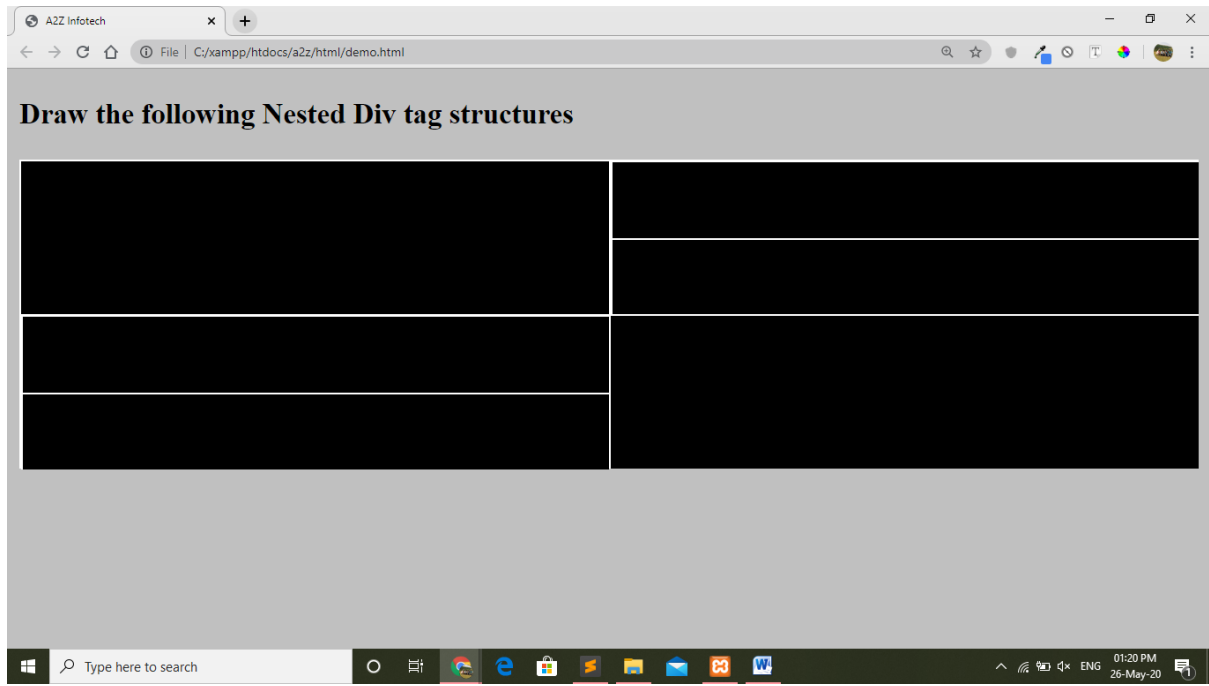 A2Z Infotech
File | C:/xampp/htdocs/a2z/html/demo.html
Draw the following Nested Div tag structures
Type here to search
ENG
01:20 PM
26-May-20
1